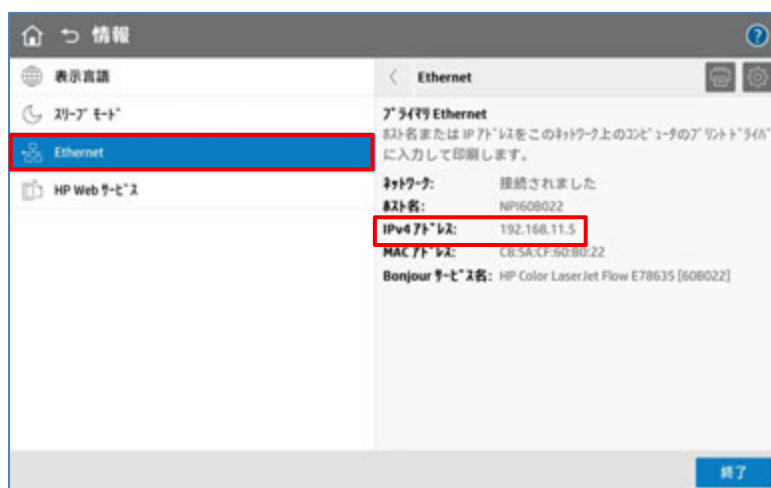 情報
?
表示言語
スリープ モード
Ethernet
HP Web サービス
Ethernet
プライマリ Ethernet
ホスト名または IP アドレスをこのネットワーク上のコンピュータのプリント ドライバ
に入力して印刷します。
ネットワーク: 接続されました
ホスト名: NPI60B022
IPv4 アドレス: 192.168.11.5
MAC アドレス: C8:5A:CF:60:B0:22
Bonjour サービス名: HP Color LaserJet Flow E78635 [60B022]
終了